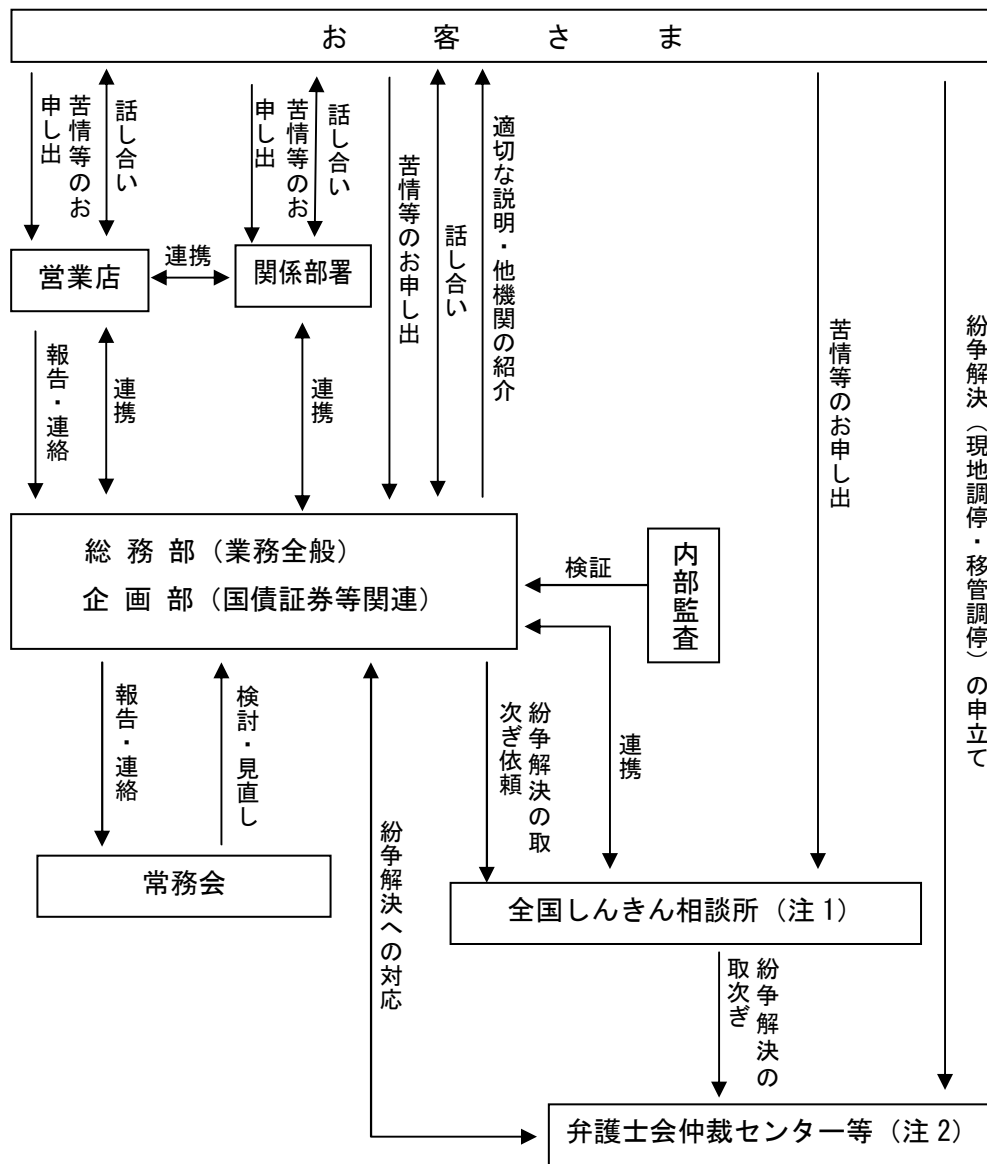 お客さま
苦情等のお
申し出
話し合い
苦情等のお
申し出
話し合い
苦情等のお申し出
話し合い
適切な説明・他機関の紹介
苦情等のお申し出
紛争解決（現地調停・移管調停）の申立て
営業店
連携
関係部署
報告・連絡
連携
連携
総務部（業務全般）
企画部（国債証券等関連）
検証
内部監査
報告・連絡
検討・見直し
紛争解決の取
次ぎ依頼
連携
紛争解決への対応
常務会
全国しんきん相談所（注1）
紛争解決の
取次ぎ
弁護士会仲裁センター等（注2）